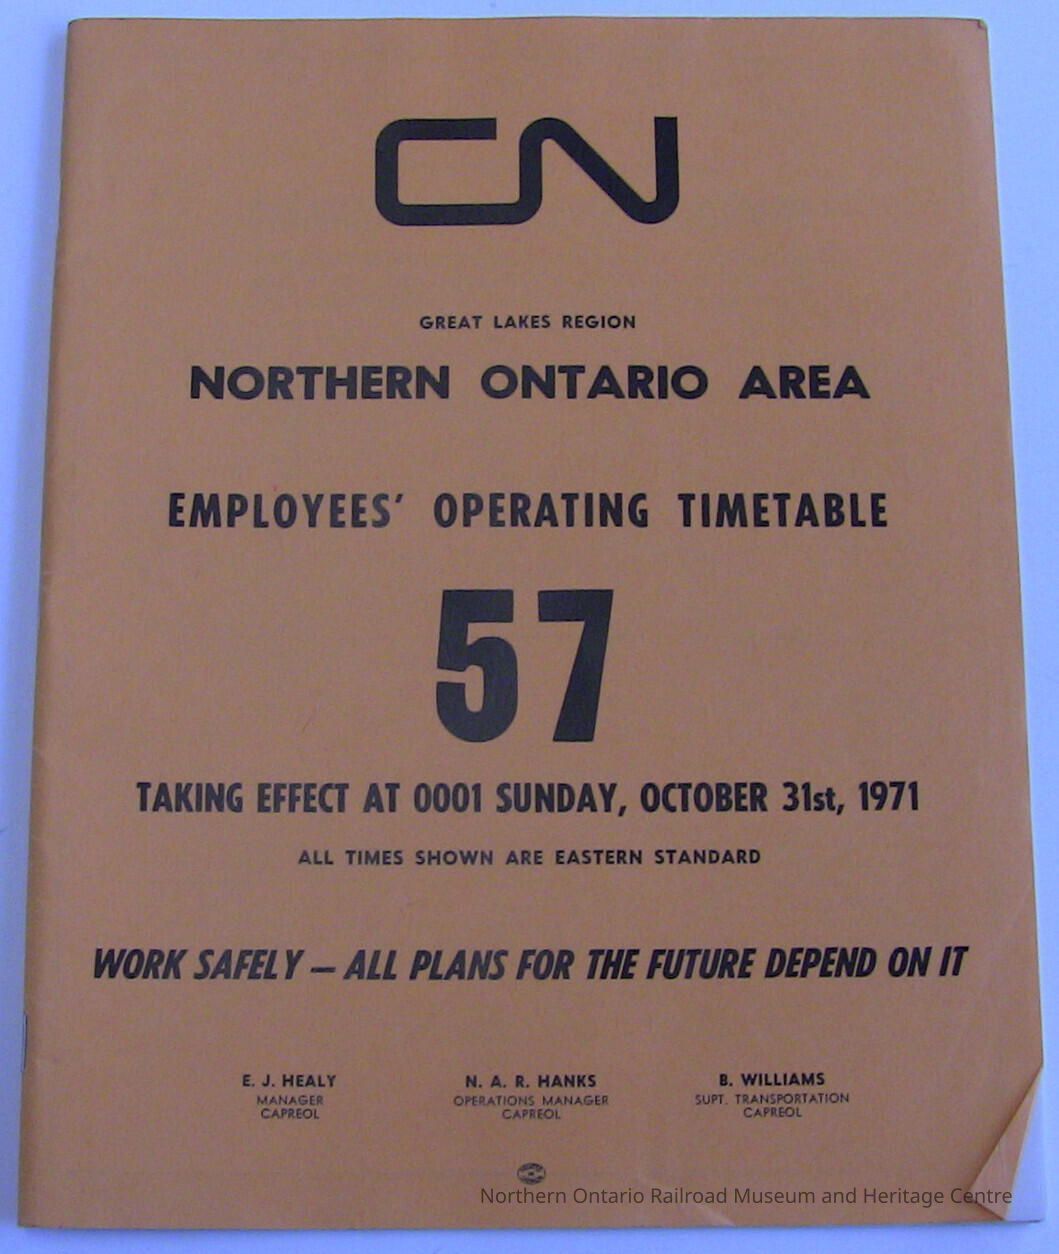 CN
GREAT LAKES REGION
NORTHERN ONTARIO AREA
EMPLOYEES' OPERATING TIMETABLE
57
TAKING EFFECT AT 0001 SUNDAY, OCTOBER 31st, 1971
ALL TIMES SHOWN ARE EASTERN STANDARD
WORK SAFELY – ALL PLANS FOR THE FUTURE DEPEND ON IT
E. J. HEALY
MANAGER
CAPREOL
N. A. R. HANKS
OPERATIONS MANAGER
CAPREOL
B. WILLIAMS
SUPT. TRANSPORTATION
CAPREOL
Northern Ontario Railroad Museum and Heritage Centre